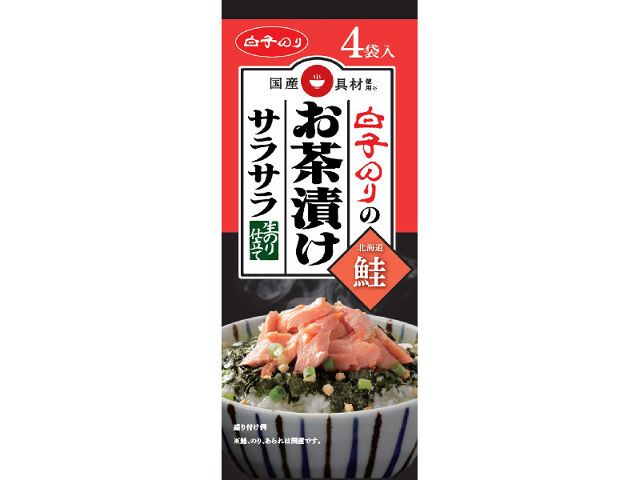 白子のり
4袋入
国産具材使用※
白子のりの
お茶漬け
サラサラ
生のり仕立て
北海道
鮭
盛り付け例
※鮭、のり、あられは国産です。